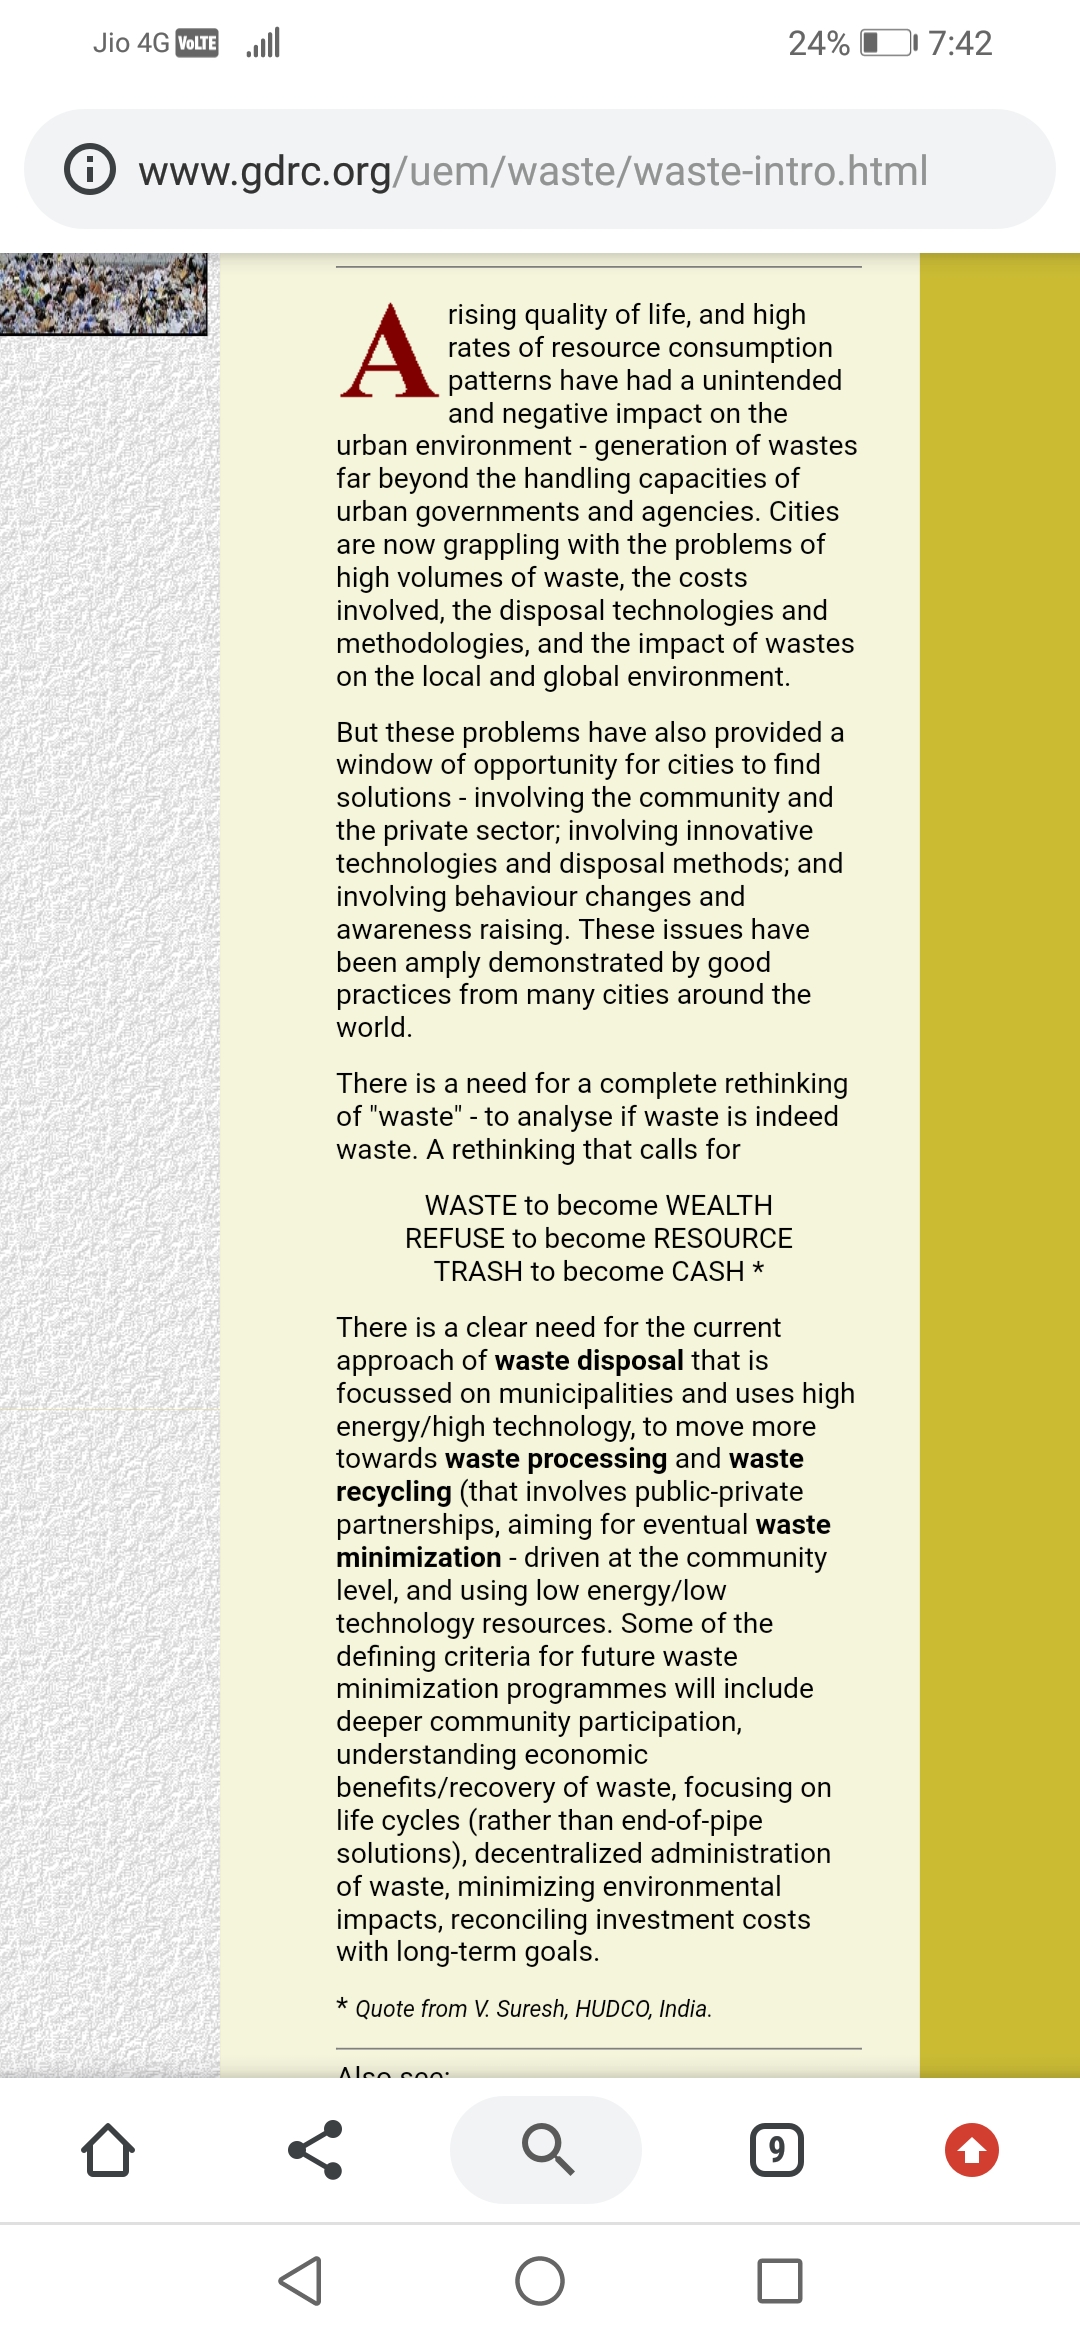 Jio 4G VoLTE
24% 7:42
www.gdrc.org/uem/waste/waste-intro.html
A rising quality of life, and high
rates of resource consumption
patterns have had a unintended
and negative impact on the
urban environment - generation of wastes
far beyond the handling capacities of
urban governments and agencies. Cities
are now grappling with the problems of
high volumes of waste, the costs
involved, the disposal technologies and
methodologies, and the impact of wastes
on the local and global environment.
But these problems have also provided a
window of opportunity for cities to find
solutions - involving the community and
the private sector; involving innovative
technologies and disposal methods; and
involving behaviour changes and
awareness raising. These issues have
been amply demonstrated by good
practices from many cities around the
world.
There is a need for a complete rethinking
of "waste" - to analyse if waste is indeed
waste. A rethinking that calls for
WASTE to become WEALTH
REFUSE to become RESOURCE
TRASH to become CASH *
There is a clear need for the current
approach of waste disposal that is
focussed on municipalities and uses high
energy/high technology, to move more
towards waste processing and waste
recycling (that involves public-private
partnerships, aiming for eventual waste
minimization - driven at the community
level, and using low energy/low
technology resources. Some of the
defining criteria for future waste
minimization programmes will include
deeper community participation,
understanding economic
benefits/recovery of waste, focusing on
life cycles (rather than end-of-pipe
solutions), decentralized administration
of waste, minimizing environmental
impacts, reconciling investment costs
with long-term goals.
* Quote from V. Suresh, HUDCO, India.
Also see:
9